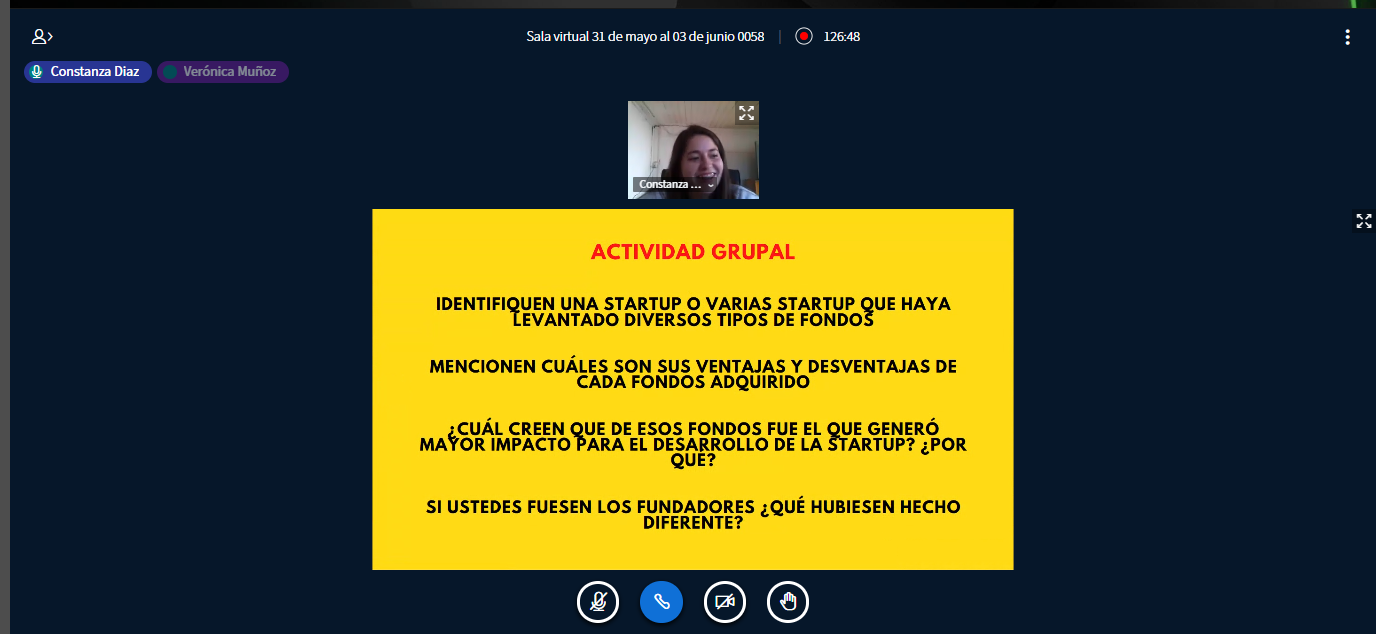 Sala virtual 31 de mayo al 03 de junio 0058 | 126:48
Constanza Diaz
Verónica Muñoz
Constanza ...
ACTIVIDAD GRUPAL
IDENTIFIQUEN UNA STARTUP O VARIAS STARTUP QUE HAYA
LEVANTADO DIVERSOS TIPOS DE FONDOS
MENCIONEN CUÁLES SON SUS VENTAJAS Y DESVENTAJAS DE
CADA FONDOS ADQUIRIDO
¿CUÁL CREEN QUE DE ESOS FONDOS FUE EL QUE GENERÓ
MAYOR IMPACTO PARA EL DESARROLLO DE LA STARTUP? ¿POR
QUÉ?
SI USTEDES FUESEN LOS FUNDADORES ¿QUÉ HUBIESEN HECHO
DIFERENTE?